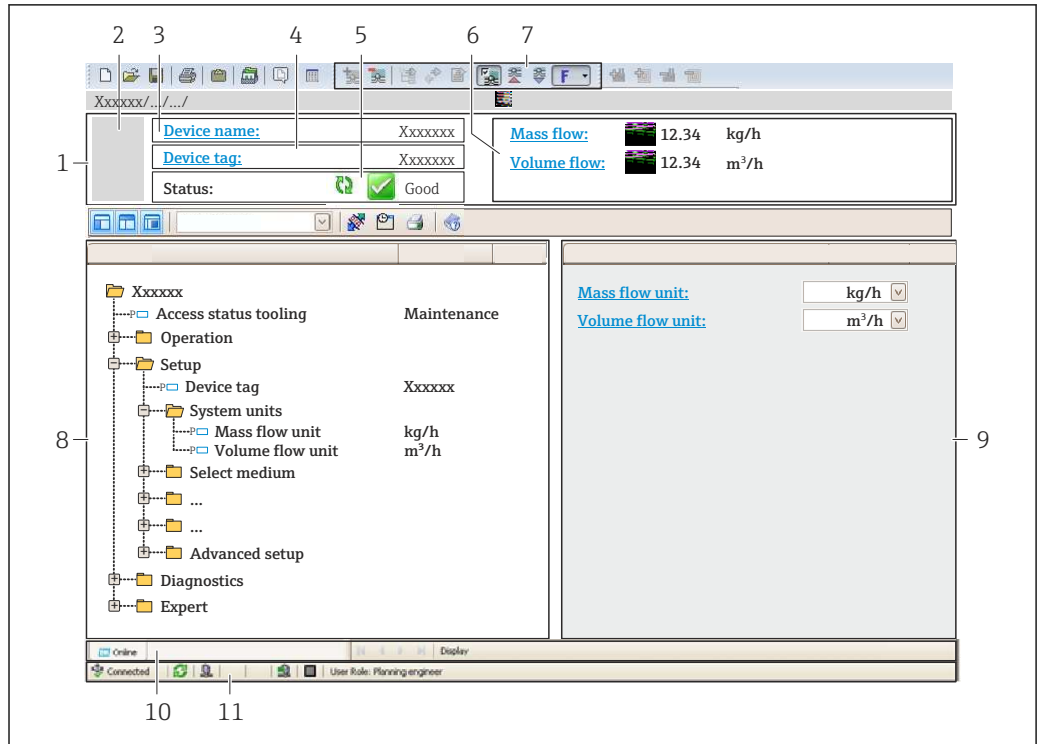 2 3 4 5 6 7
F
Xxxxxx/.../.../
1
Device name: Xxxxxxx
Device tag: Xxxxxxx
Status: Good
Mass flow: 12.34 kg/h
Volume flow: 12.34 m³/h
8
Xxxxxx
P Access status tooling Maintenance
Operation
Setup
P Device tag Xxxxxx
System units
P Mass flow unit kg/h
P Volume flow unit m³/h
Select medium
...
...
Advanced setup
Diagnostics
Expert
Mass flow unit: kg/h
Volume flow unit: m³/h
9
Online Display
Connected User Role: Planning engineer
10 11